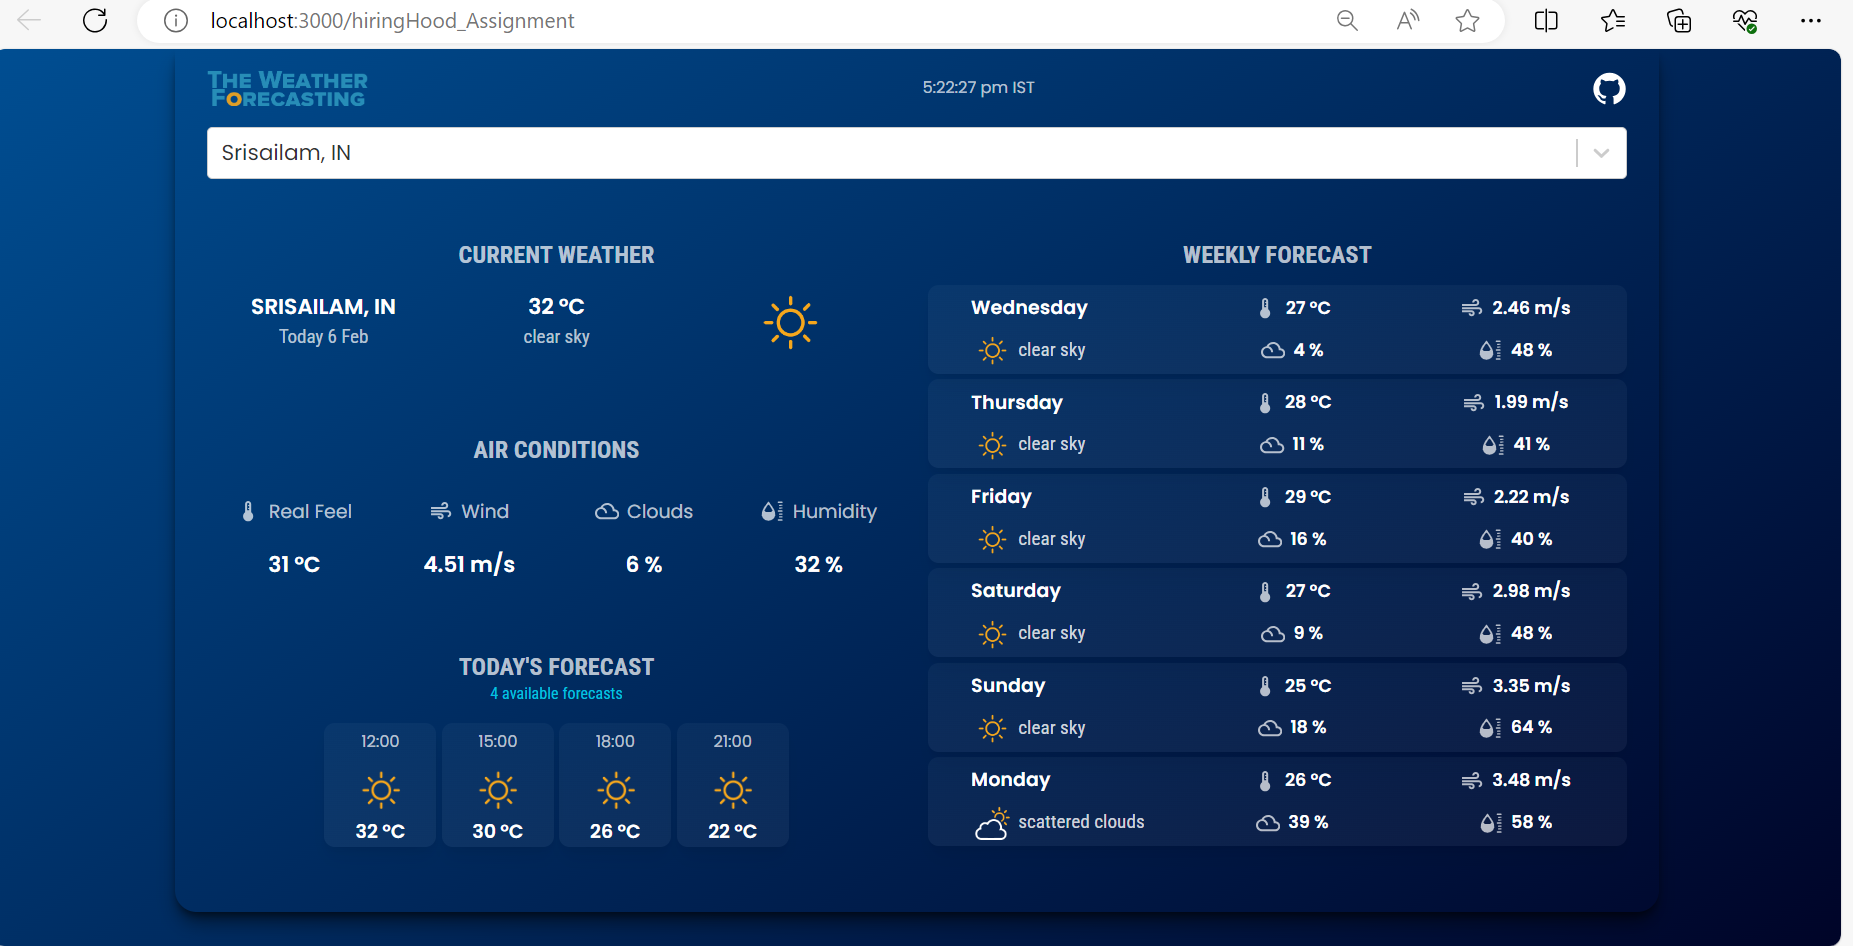 localhost:3000/hiringHood_Assignment
THE WEATHER
FORECASTING
5:22:27 pm IST
Srisailam, IN
CURRENT WEATHER
SRISAILAM, IN
Today 6 Feb
32 °C
clear sky
AIR CONDITIONS
Real Feel
31 °C
Wind
4.51 m/s
Clouds
6 %
Humidity
32 %
TODAY'S FORECAST
4 available forecasts
12:00
32 °C
15:00
30 °C
18:00
26 °C
21:00
22 °C
WEEKLY FORECAST
Wednesday
27 °C
2.46 m/s
clear sky
4 %
48 %
Thursday
28 °C
1.99 m/s
clear sky
11 %
41 %
Friday
29 °C
2.22 m/s
clear sky
16 %
40 %
Saturday
27 °C
2.98 m/s
clear sky
9 %
48 %
Sunday
25 °C
3.35 m/s
clear sky
18 %
64 %
Monday
26 °C
3.48 m/s
scattered clouds
39 %
58 %